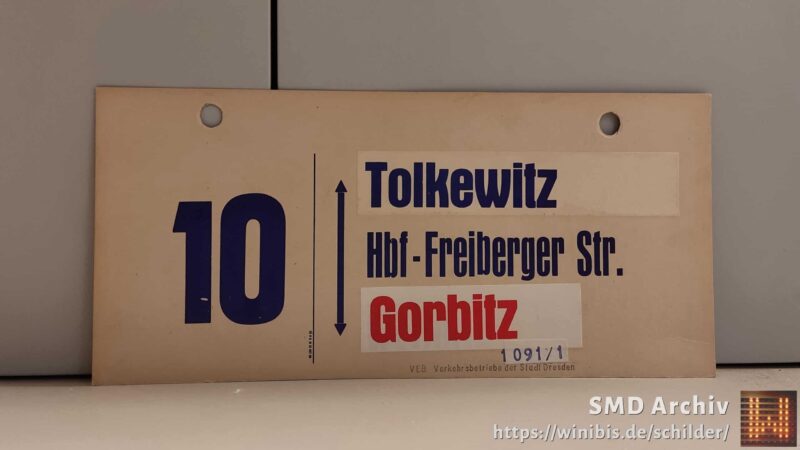 10
Tolkewitz
Hbf-Freiberger Str.
Gorbitz
1091/1
VEB Verkehrsbetriebe der Stadt Dresden
SMD Archiv
https://winibis.de/schilder/